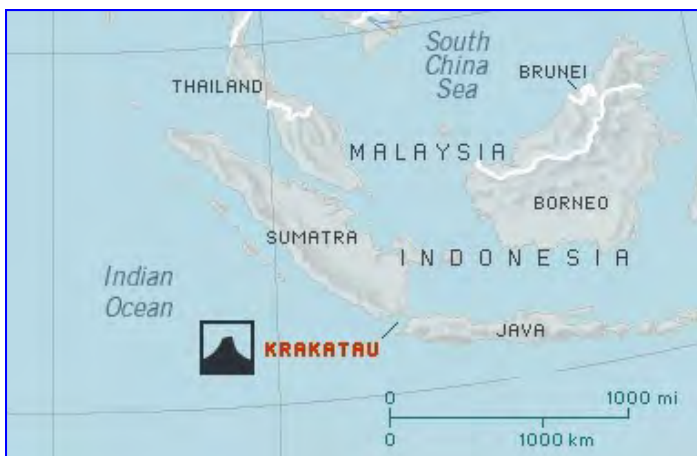 South
China
Sea
BRUNEI
THAILAND
MALAYSIA
BORNEO
SUMATRA
INDONESIA
Indian
Ocean
KRAKATAU
JAVA
0 1000 mi
0 1000 km